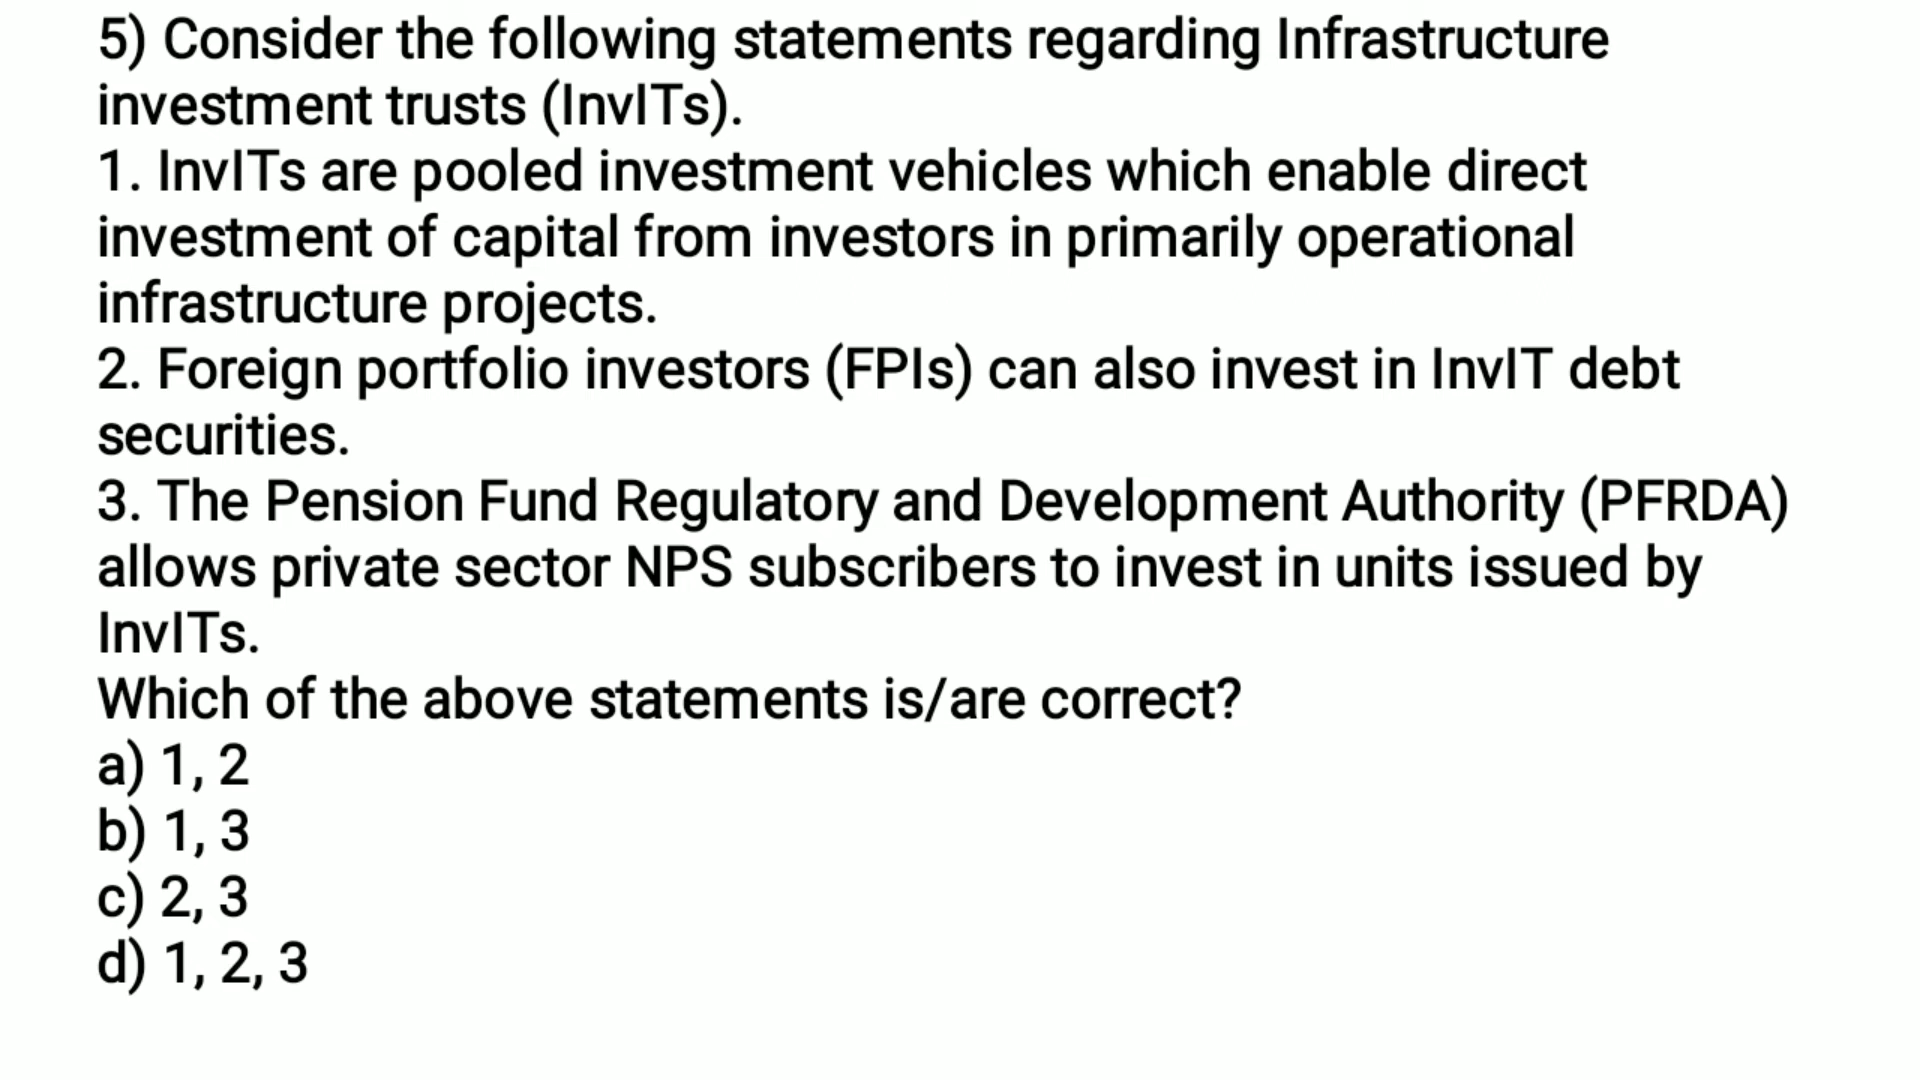 5) Consider the following statements regarding Infrastructure
investment trusts (InvITs).
1. InvITs are pooled investment vehicles which enable direct
investment of capital from investors in primarily operational
infrastructure projects.
2. Foreign portfolio investors (FPIs) can also invest in InvIT debt
securities.
3. The Pension Fund Regulatory and Development Authority (PFRDA)
allows private sector NPS subscribers to invest in units issued by
InvITs.
Which of the above statements is/are correct?
a) 1, 2
b) 1, 3
c) 2, 3
d) 1, 2, 3